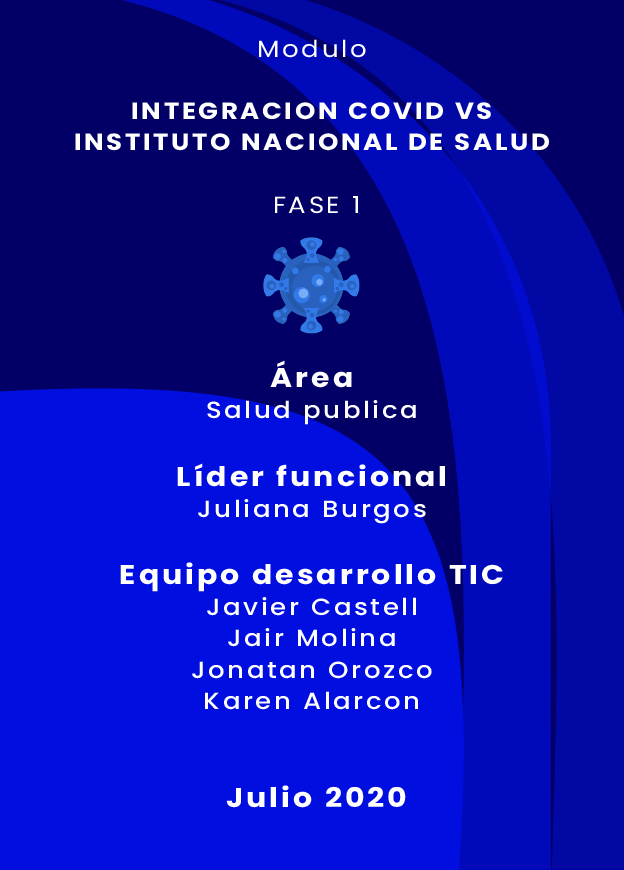 Modulo
INTEGRACION COVID VS
INSTITUTO NACIONAL DE SALUD
FASE 1
Área
Salud publica
Líder funcional
Juliana Burgos
Equipo desarrollo TIC
Javier Castell
Jair Molina
Jonatan Orozco
Karen Alarcon
Julio 2020